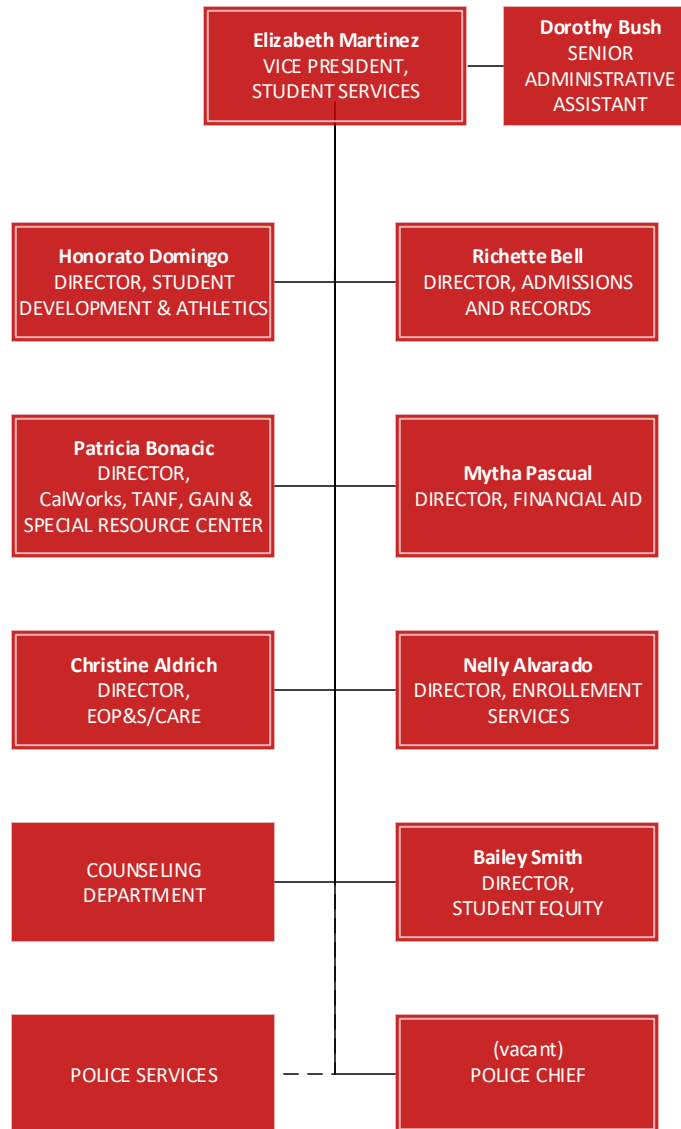 Elizabeth Martinez
VICE PRESIDENT,
STUDENT SERVICES
Dorothy Bush
SENIOR
ADMINISTRATIVE
ASSISTANT
Honorato Domingo
DIRECTOR, STUDENT
DEVELOPMENT & ATHLETICS
Richette Bell
DIRECTOR, ADMISSIONS
AND RECORDS
Patricia Bonacic
DIRECTOR,
CalWorks, TANF, GAIN &
SPECIAL RESOURCE CENTER
Mytha Pascual
DIRECTOR, FINANCIAL AID
Christine Aldrich
DIRECTOR,
EOP&S/CARE
Nelly Alvarado
DIRECTOR, ENROLLEMENT
SERVICES
COUNSELING
DEPARTMENT
Bailey Smith
DIRECTOR,
STUDENT EQUITY
POLICE SERVICES
(vacant)
POLICE CHIEF